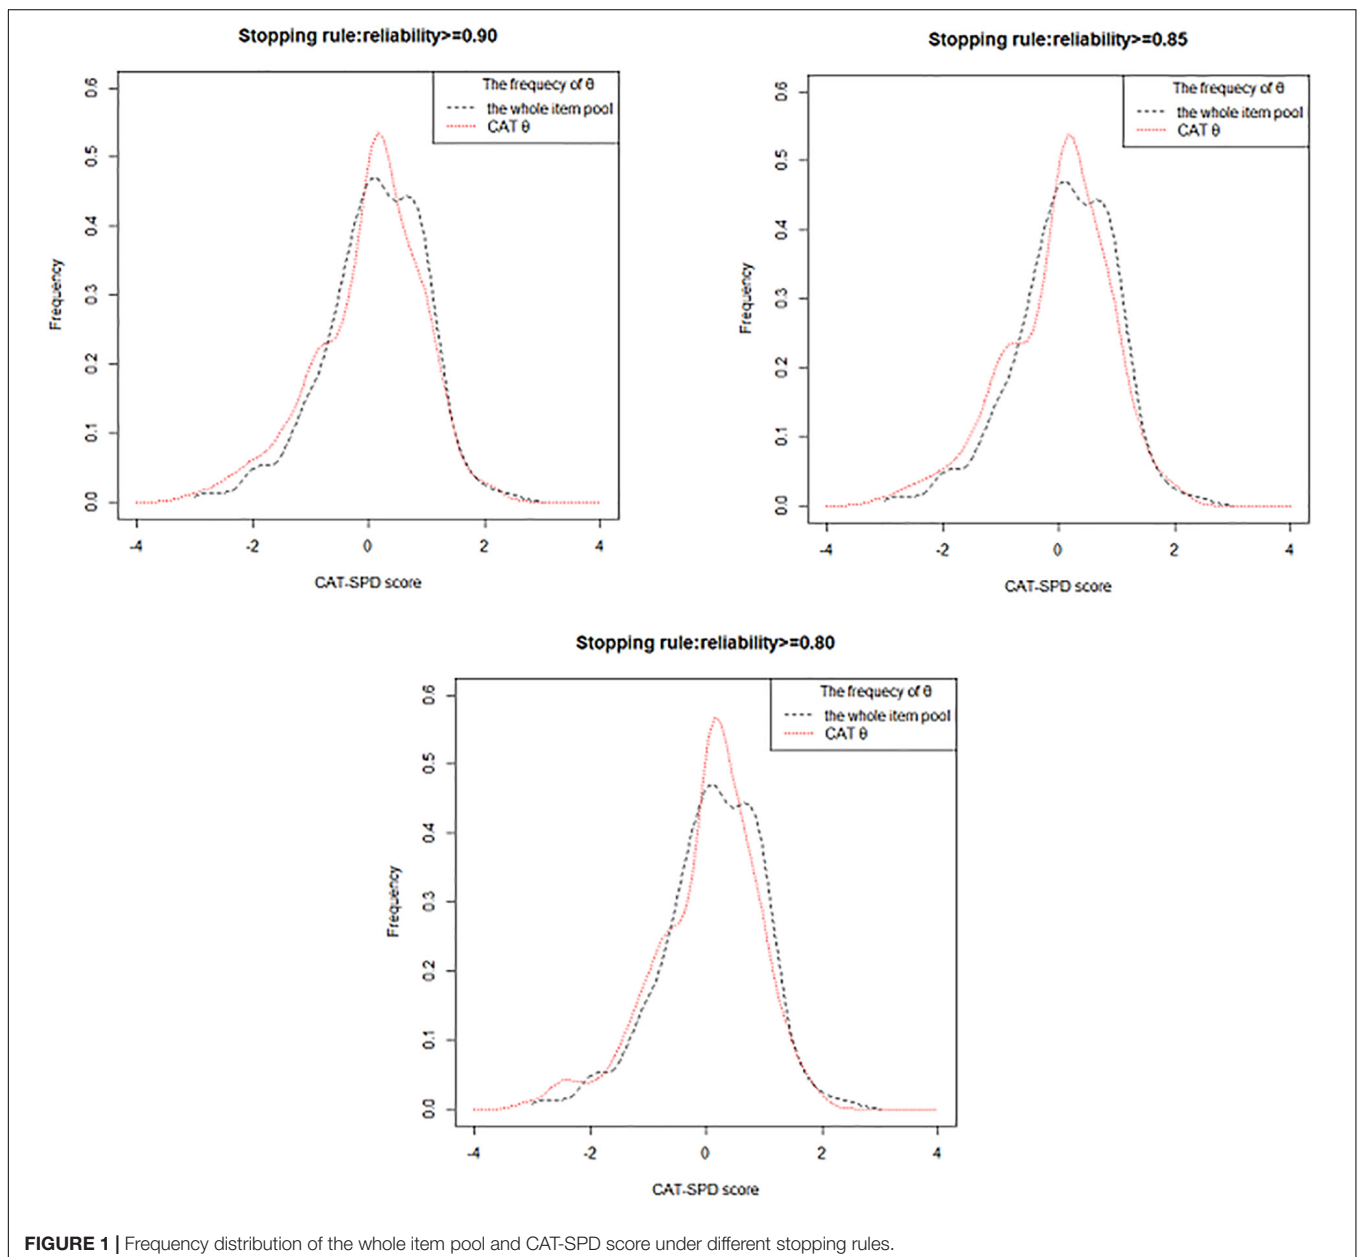 Stopping rule:reliability>=0.90
The frequecy of θ
the whole item pool
CAT θ
Frequency
0.6
0.5
0.4
0.3
0.2
0.1
0.0
-4 -2 0 2 4
CAT-SPD score
Stopping rule:reliability>=0.85
The frequecy of θ
the whole item pool
CAT θ
Frequency
0.6
0.5
0.4
0.3
0.2
0.1
0.0
-4 -2 0 2 4
CAT-SPD score
Stopping rule:reliability>=0.80
The frequecy of θ
the whole item pool
CAT θ
Frequency
0.6
0.5
0.4
0.3
0.2
0.1
0.0
-4 -2 0 2 4
CAT-SPD score
FIGURE 1 | Frequency distribution of the whole item pool and CAT-SPD score under different stopping rules.